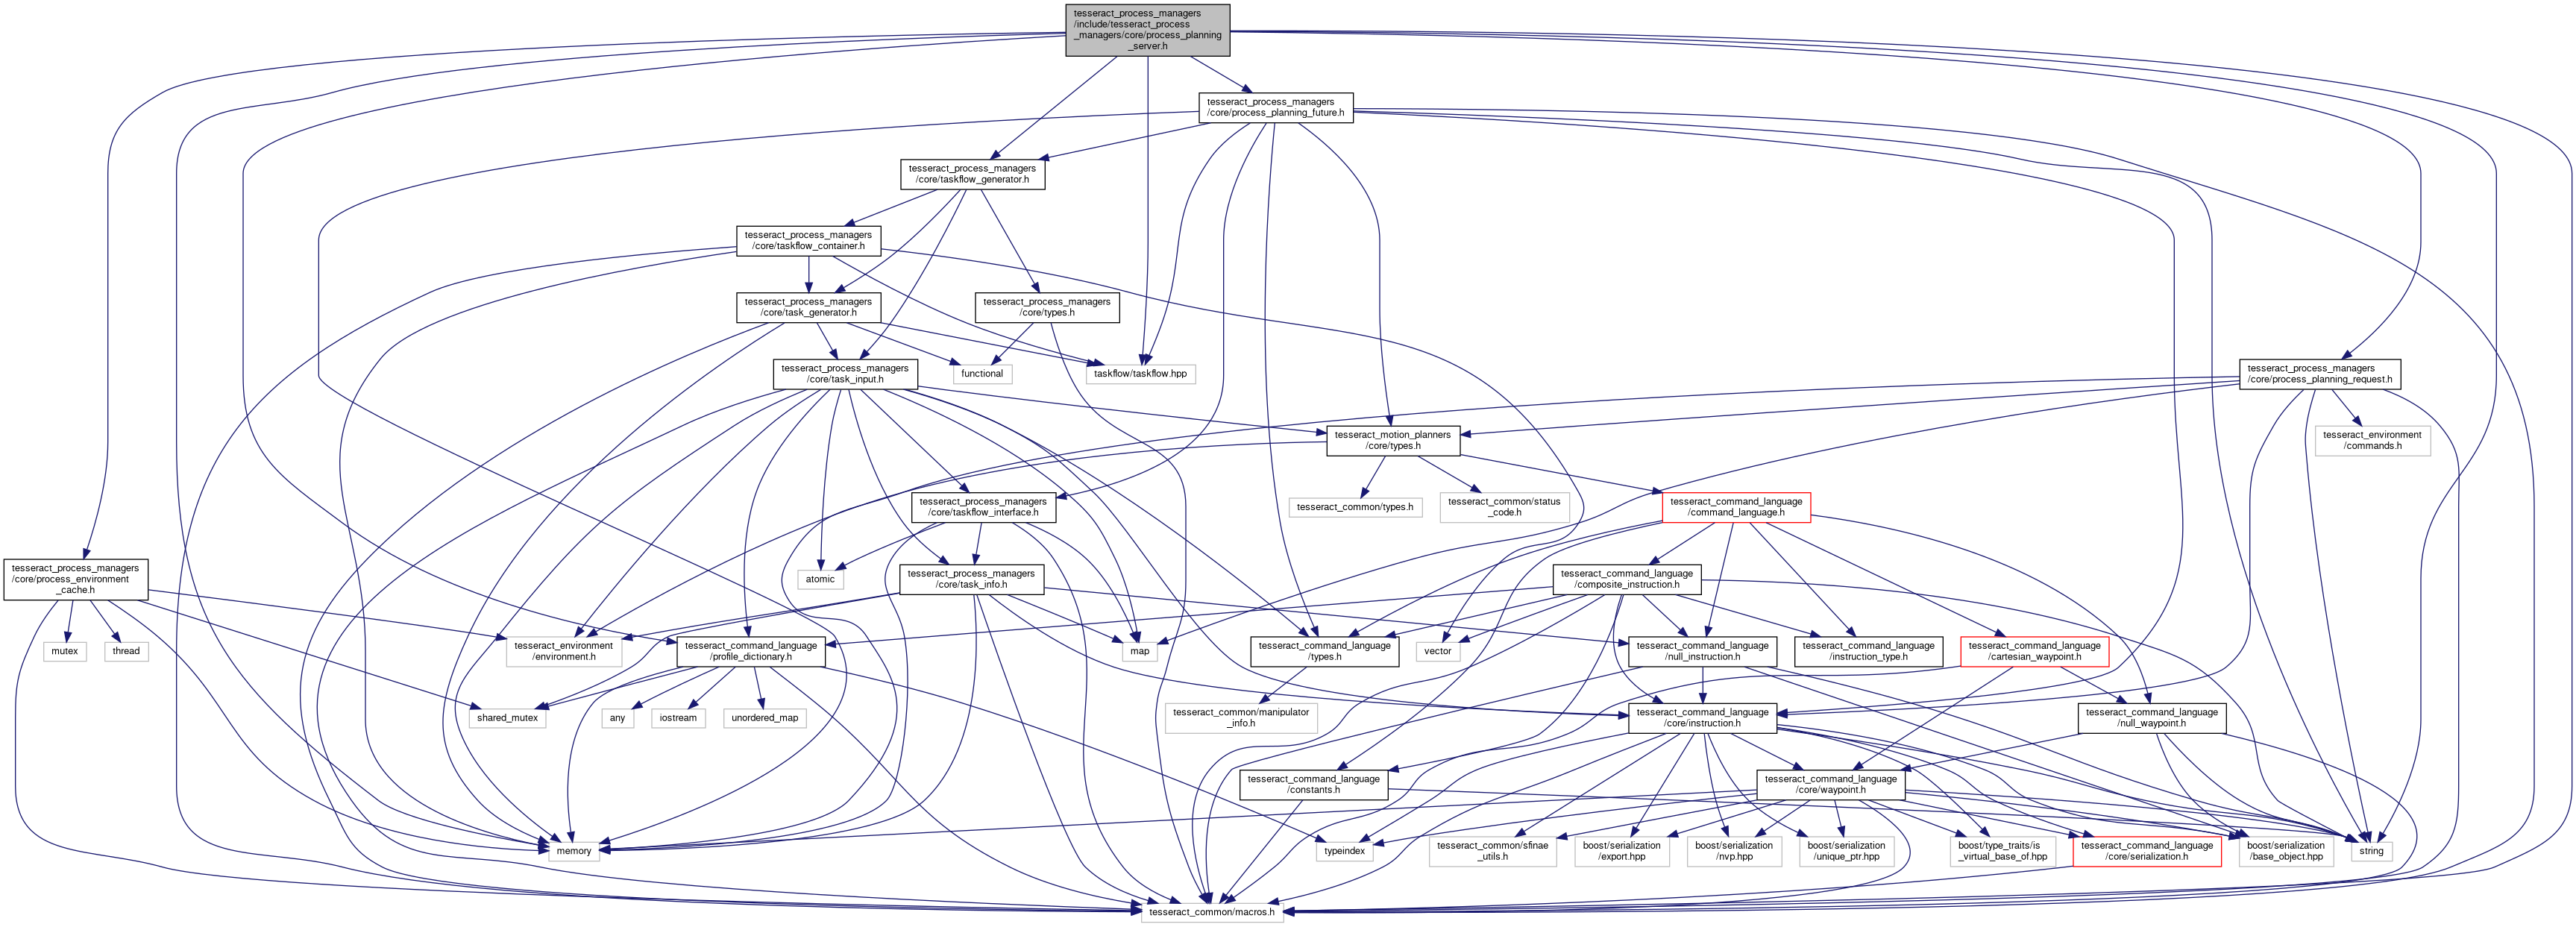 tesseract_process_managers
/include/tesseract_process
_managers/core/process_planning
_server.h
tesseract_process_managers
/core/process_planning_future.h
tesseract_process_managers
/core/taskflow_generator.h
tesseract_process_managers
/core/taskflow_container.h
tesseract_process_managers
/core/task_generator.h
tesseract_process_managers
/core/types.h
tesseract_process_managers
/core/task_input.h
functional
taskflow/taskflow.hpp
tesseract_process_managers
/core/process_planning_request.h
tesseract_motion_planners
/core/types.h
tesseract_environment
/commands.h
tesseract_process_managers
/core/taskflow_interface.h
tesseract_common/types.h
tesseract_common/status
_code.h
tesseract_command_language
/command_language.h
tesseract_process_managers
/core/process_environment
_cache.h
atomic
tesseract_process_managers
/core/task_info.h
tesseract_command_language
/composite_instruction.h
mutex
thread
tesseract_environment
/environment.h
tesseract_command_language
/profile_dictionary.h
map
tesseract_command_language
/types.h
vector
tesseract_command_language
/null_instruction.h
tesseract_command_language
/instruction_type.h
tesseract_command_language
/cartesian_waypoint.h
shared_mutex
any
iostream
unordered_map
tesseract_common/manipulator
_info.h
tesseract_command_language
/core/instruction.h
tesseract_command_language
/null_waypoint.h
tesseract_command_language
/constants.h
tesseract_command_language
/core/waypoint.h
memory
typeindex
tesseract_common/sfinae
_utils.h
boost/serialization
/export.hpp
boost/serialization
/nvp.hpp
boost/serialization
/unique_ptr.hpp
boost/type_traits/is
_virtual_base_of.hpp
tesseract_command_language
/core/serialization.h
boost/serialization
/base_object.hpp
string
tesseract_common/macros.h